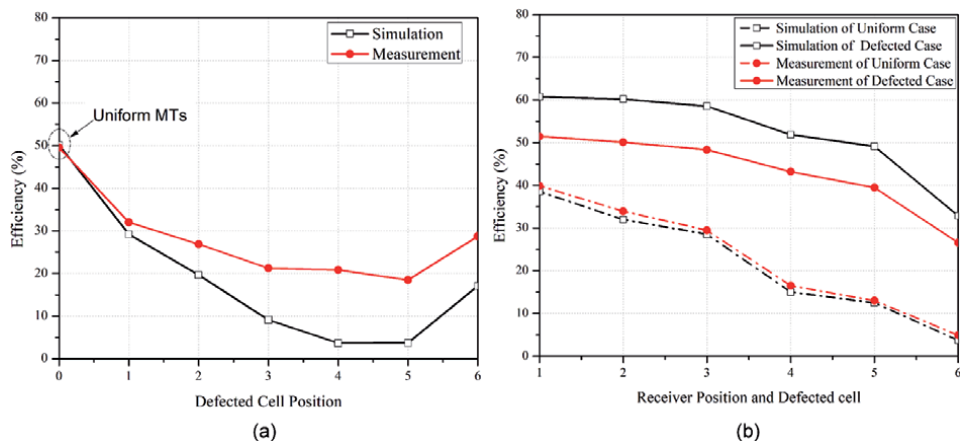 80
70
60
50
40
30
20
10
0
Efficiency (%)
Simulation
Measurement
Uniform MTs
0 1 2 3 4 5 6
Defected Cell Position
(a)
80
70
60
50
40
30
20
10
0
Efficiency (%)
Simulation of Uniform Case
Simulation of Defected Case
Measurement of Uniform Case
Measurement of Defected Case
1 2 3 4 5 6
Receiver Position and Defected cell
(b)